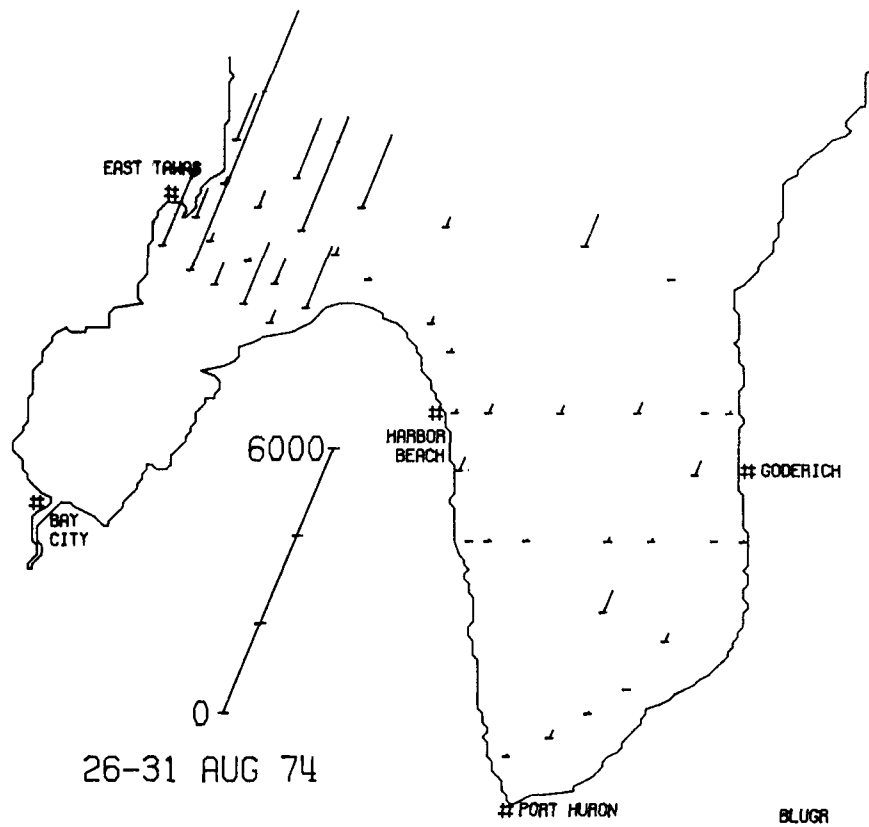 EAST TAWAS
6000
HARBOR
BEACH
# GODERICH
#
BAY
CITY
0
26-31 AUG 74
# PORT HURON
BLUGR